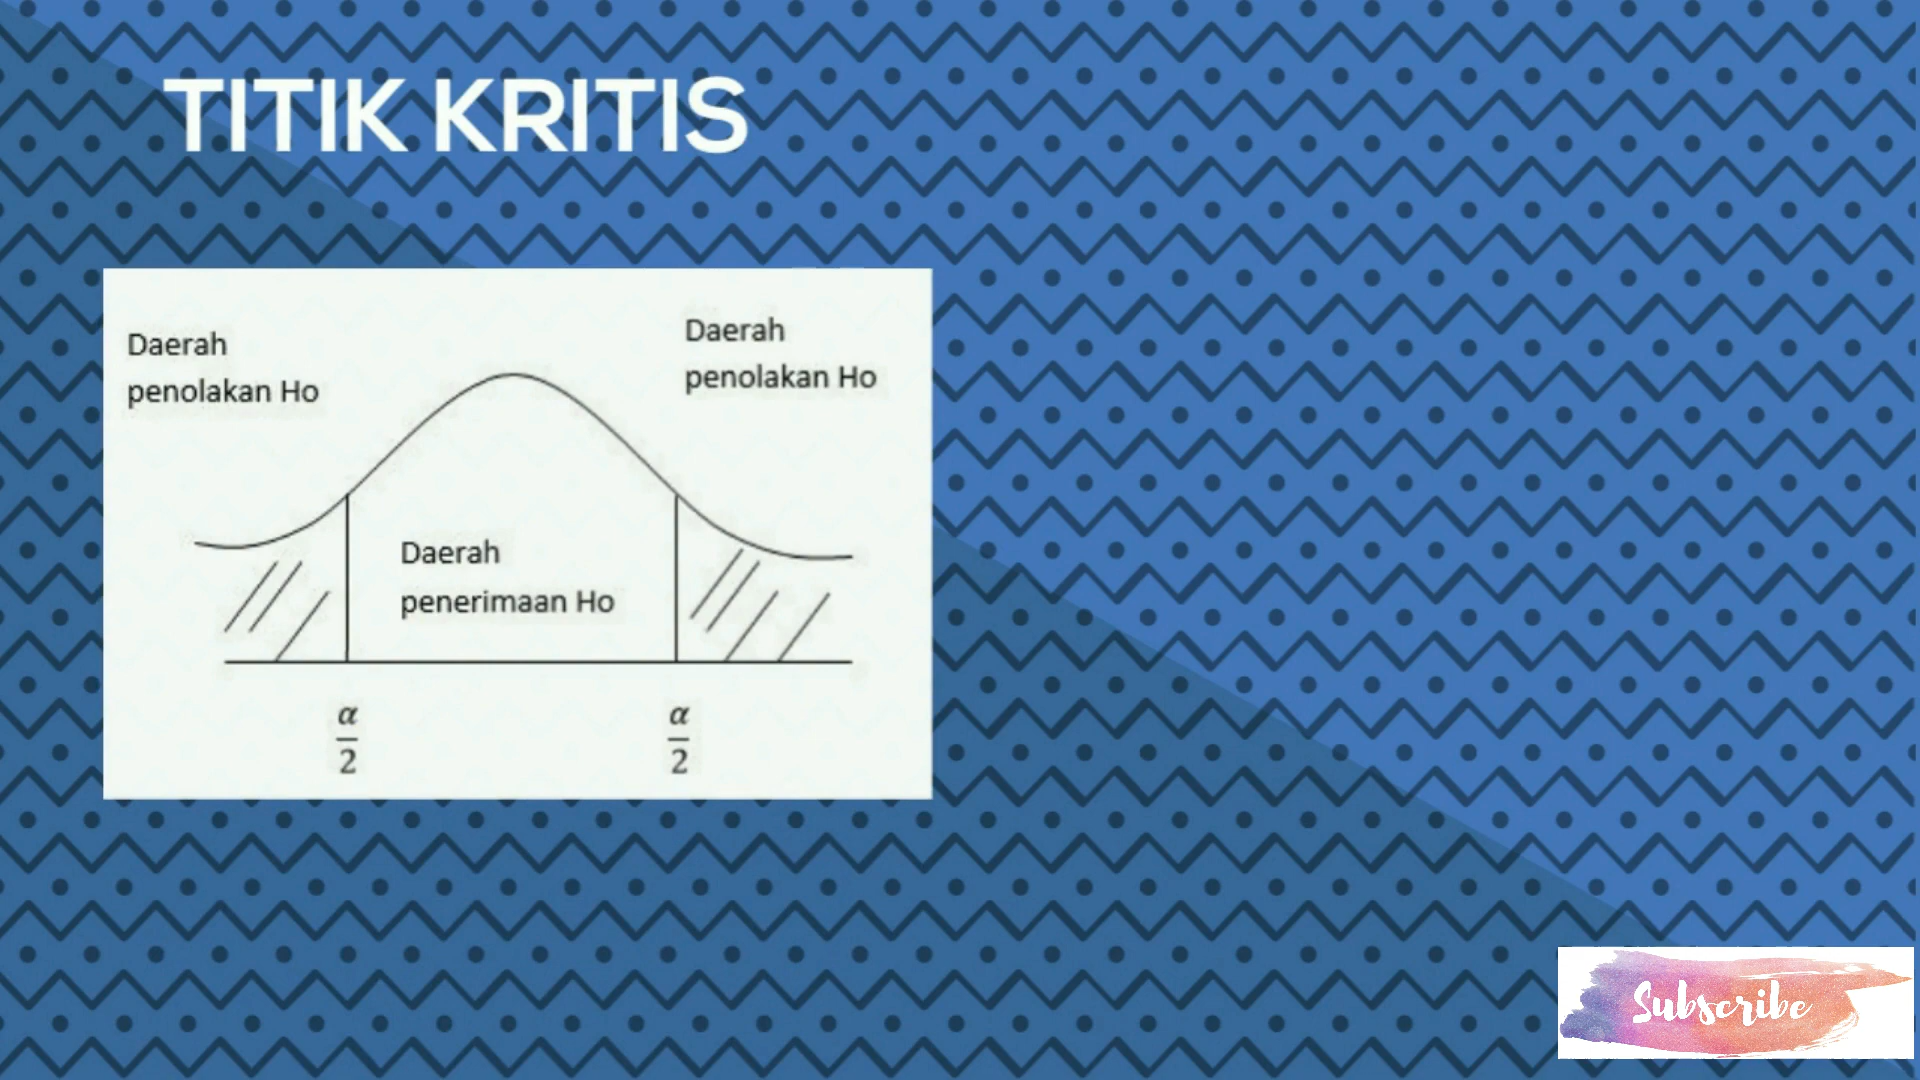 TITIK KRITIS
Daerah
penolakan Ho
Daerah
penolakan Ho
Daerah
penerimaan Ho
α
2
α
2
Subscribe